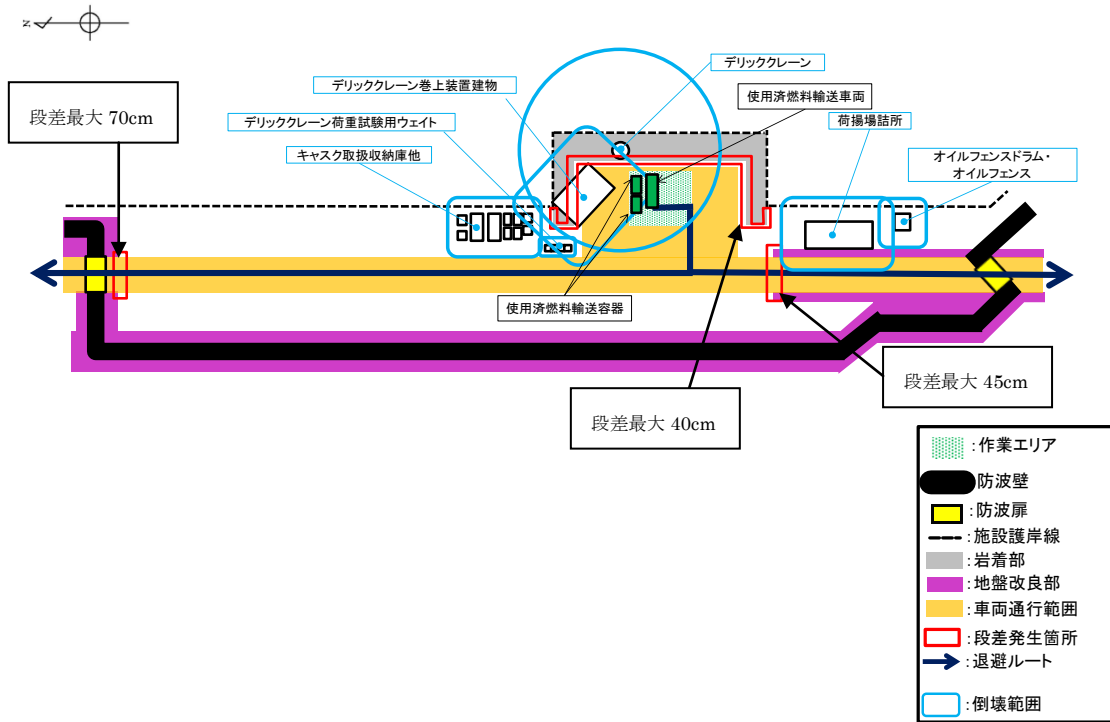 N
デリッククレーン
デリッククレーン巻上装置建物
使用済燃料輸送車両
段差最大 70cm
デリッククレーン荷重試験用ウェイト
荷揚場詰所
キャスク取扱収納庫他
オイルフェンスドラム・
オイルフェンス
使用済燃料輸送容器
段差最大 45cm
段差最大 40cm
:作業エリア
防波壁
:防波扉
:施設護岸線
:岩着部
:地盤改良部
:車両通行範囲
:段差発生箇所
:退避ルート
:倒壊範囲